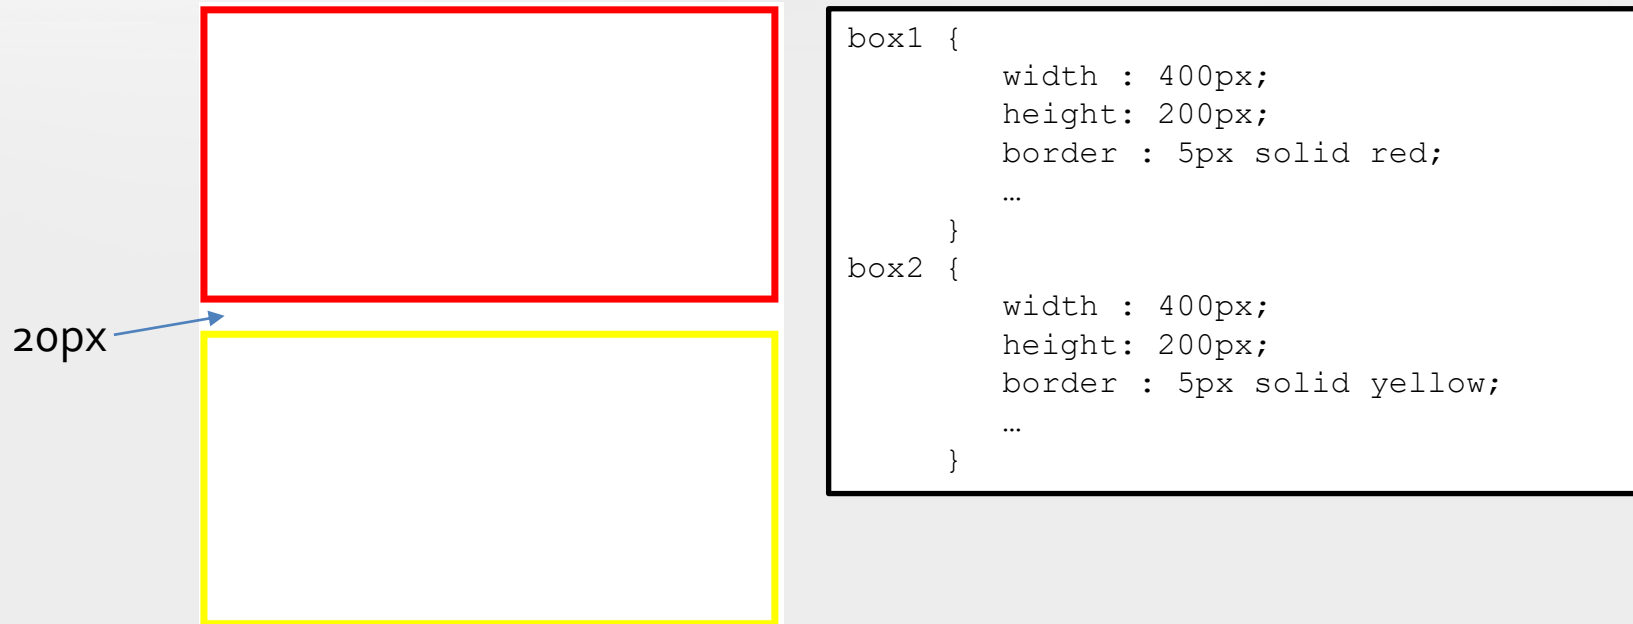 20px
box1 {
width : 400px;
height: 200px;
border : 5px solid red;
…
}
box2 {
width : 400px;
height: 200px;
border : 5px solid yellow;
…
}